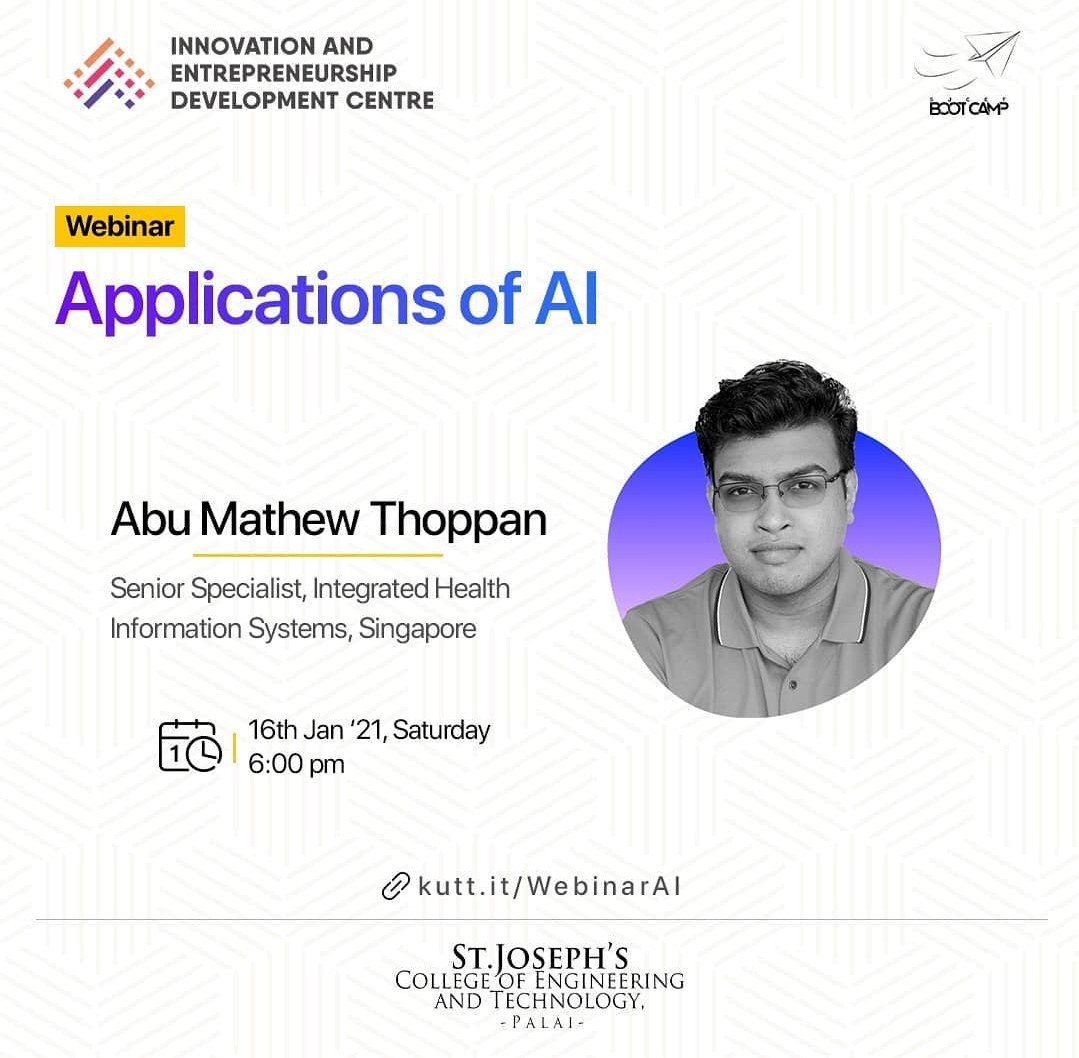 INNOVATION AND
ENTREPRENEURSHIP
DEVELOPMENT CENTRE
BOOT CAMP
Webinar
Applications of AI
Abu Mathew Thoppan
Senior Specialist, Integrated Health
Information Systems, Singapore
1
16th Jan ‘21, Saturday
6:00 pm
kutt.it/WebinarAI
ST.JOSEPH’S
COLLEGE OF ENGINEERING
AND TECHNOLOGY,
-PALAI-